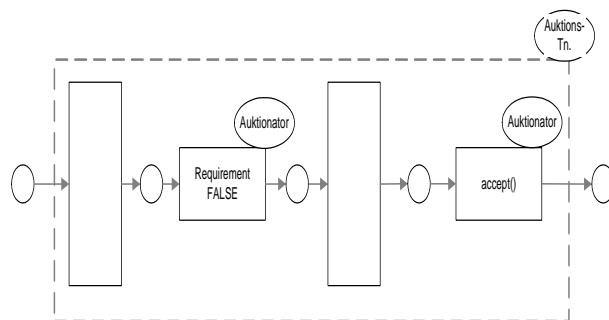 Auktions-
Tn.
Auktionator
Auktionator
Requirement
FALSE
accept()